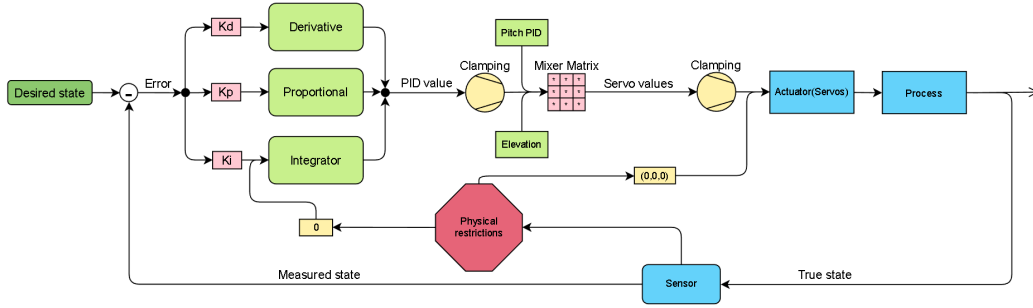 Kd
Derivative
Pitch PID
Clamping
Mixer Matrix
Clamping
Desired state
-
Error
Kp
Proportional
PID value
* * *
* * *
* * *
Servo values
Actuator(Servos)
Process
Elevation
Ki
Integrator
(0,0,0)
0
Physical
restrictions
Measured state
Sensor
True state